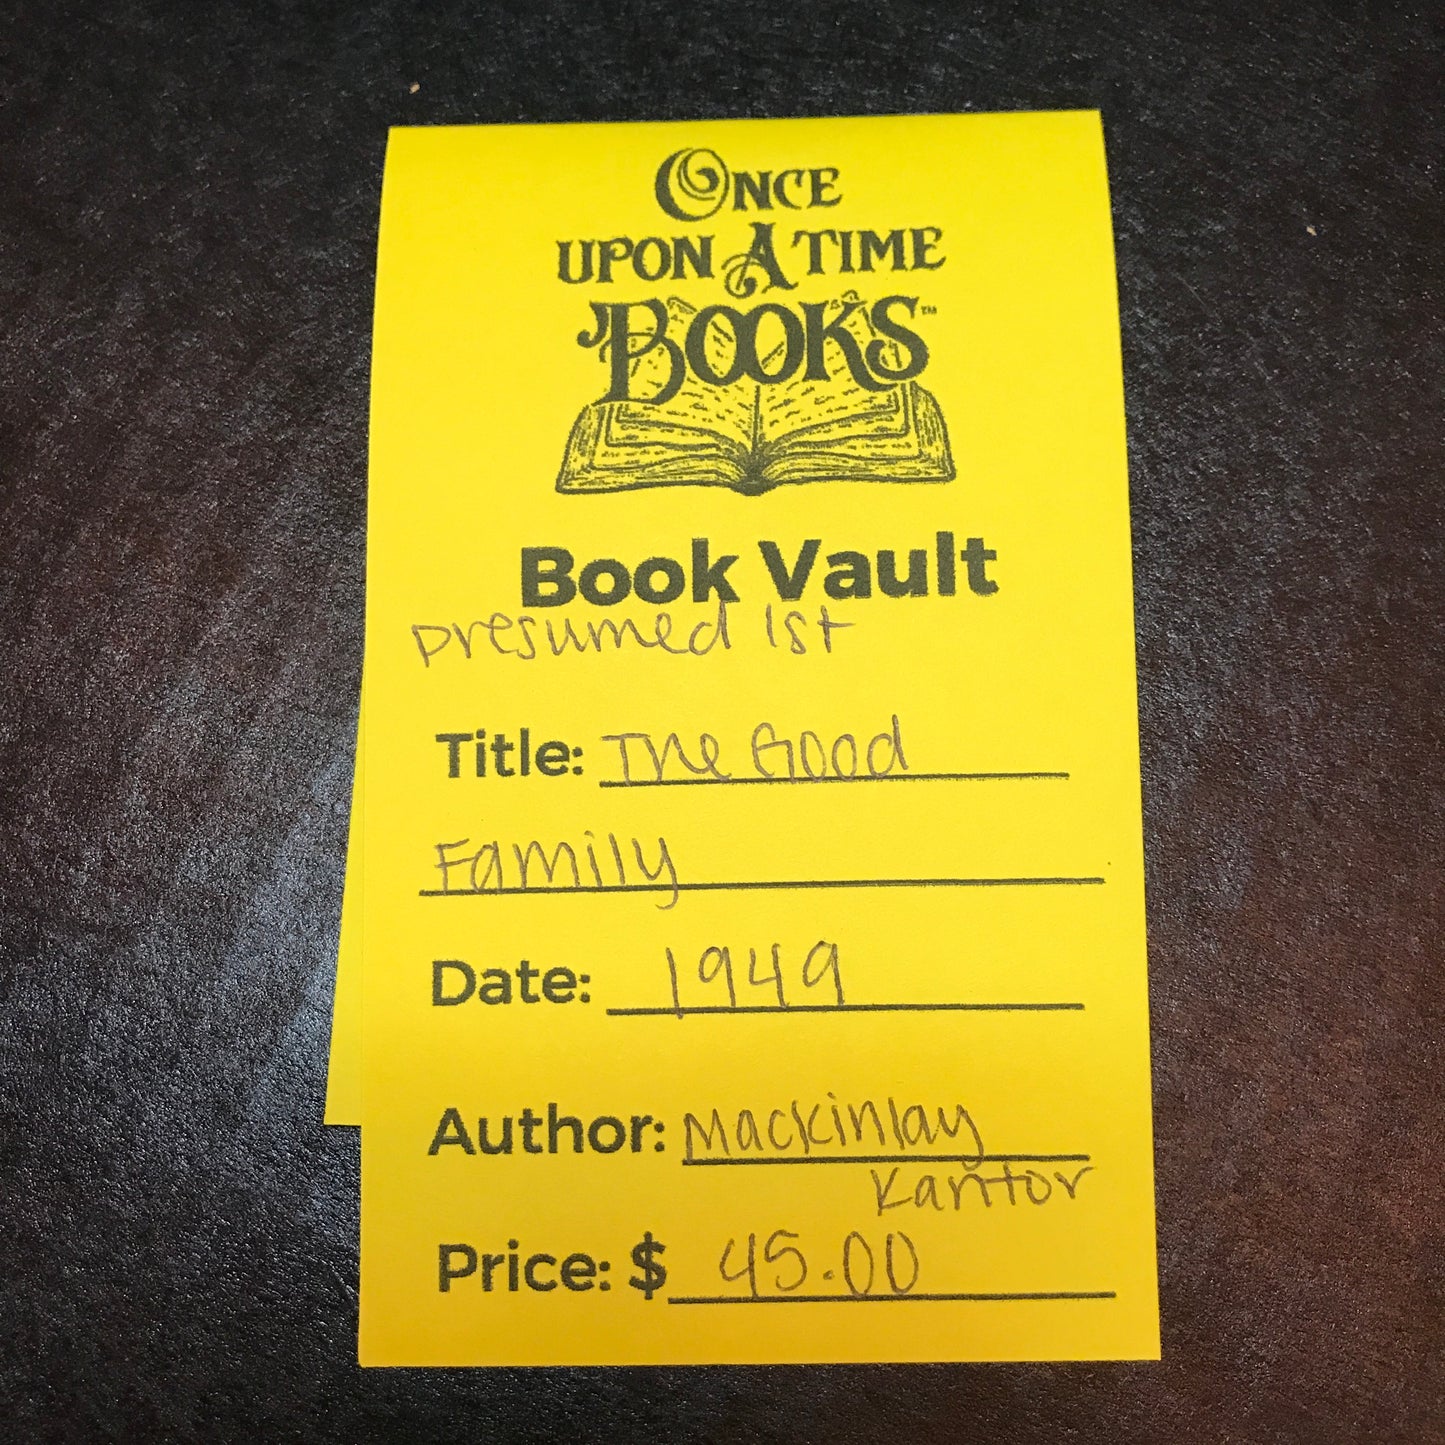 ONCE
UPON A TIME
BOOKS™
Book Vault
presumed 1st
Title: The Good
Family
Date: 1949
Author: Mackinlay
Kantor
Price: $ 45.00